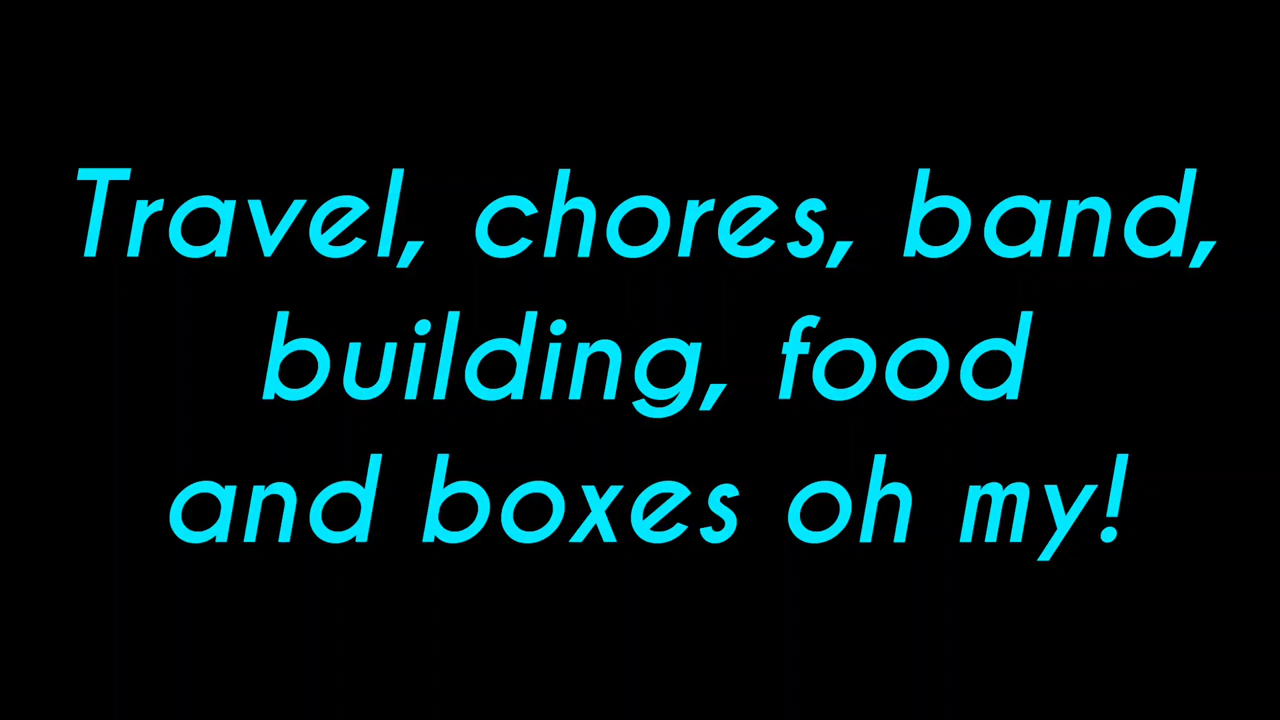 Travel, chores, band,
building, food
and boxes oh my!